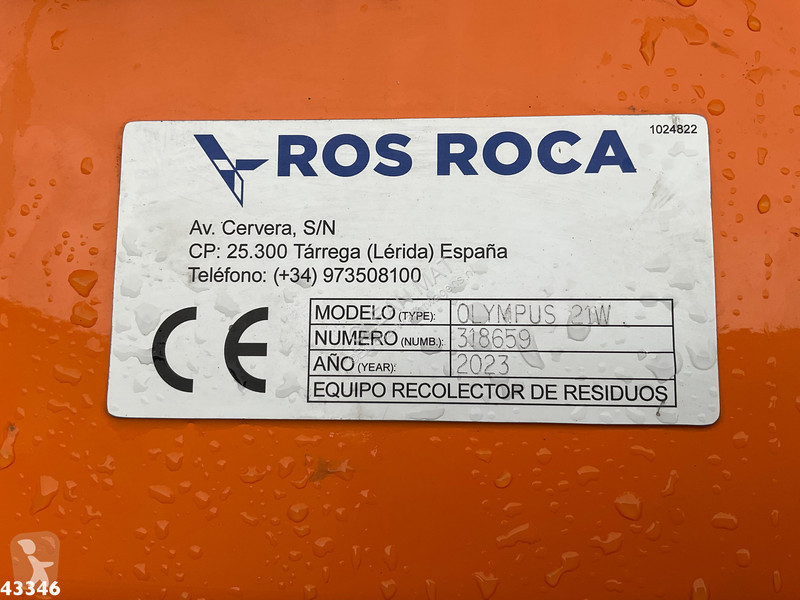 1024822
ROS ROCA
Av. Cervera, S/N
CP: 25.300 Tárrega (Lérida) España
Teléfono: (+34) 973508100
CE
MODELO (TYPE): OLYMPUS 21W
NUMERO (NUMB.): 318659
AÑO (YEAR): 2023
EQUIPO RECOLECTOR DE RESIDUOS
43346